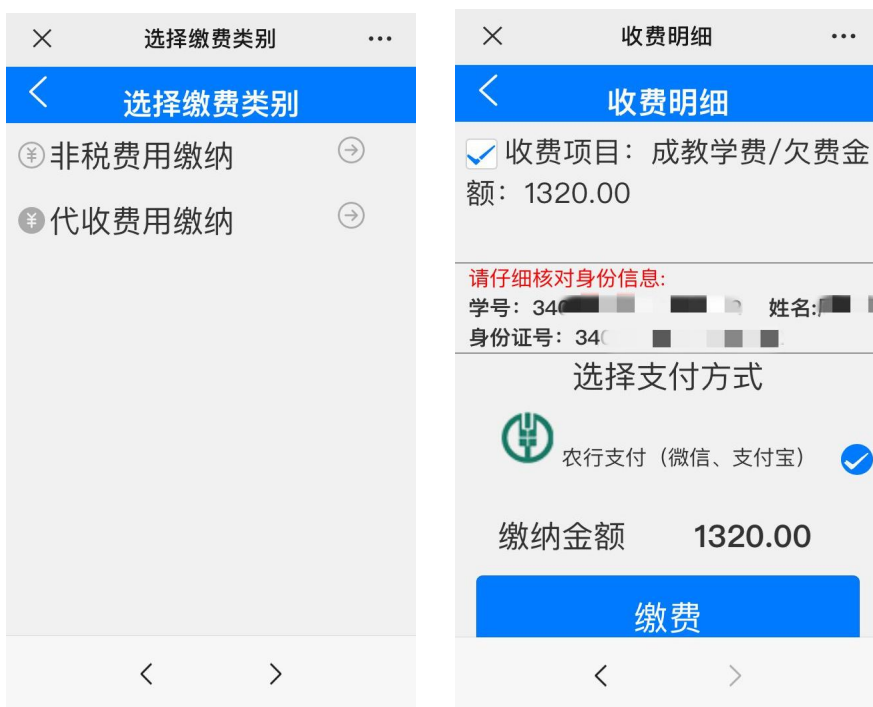 选择缴费类别
选择缴费类别
非税费用缴纳
代收费用缴纳
收费明细
收费明细
收费项目：成教学费/欠费金
额：1320.00
请仔细核对身份信息:
学号：34 姓名:
身份证号：34
选择支付方式
农行支付（微信、支付宝）
缴纳金额 1320.00
缴费